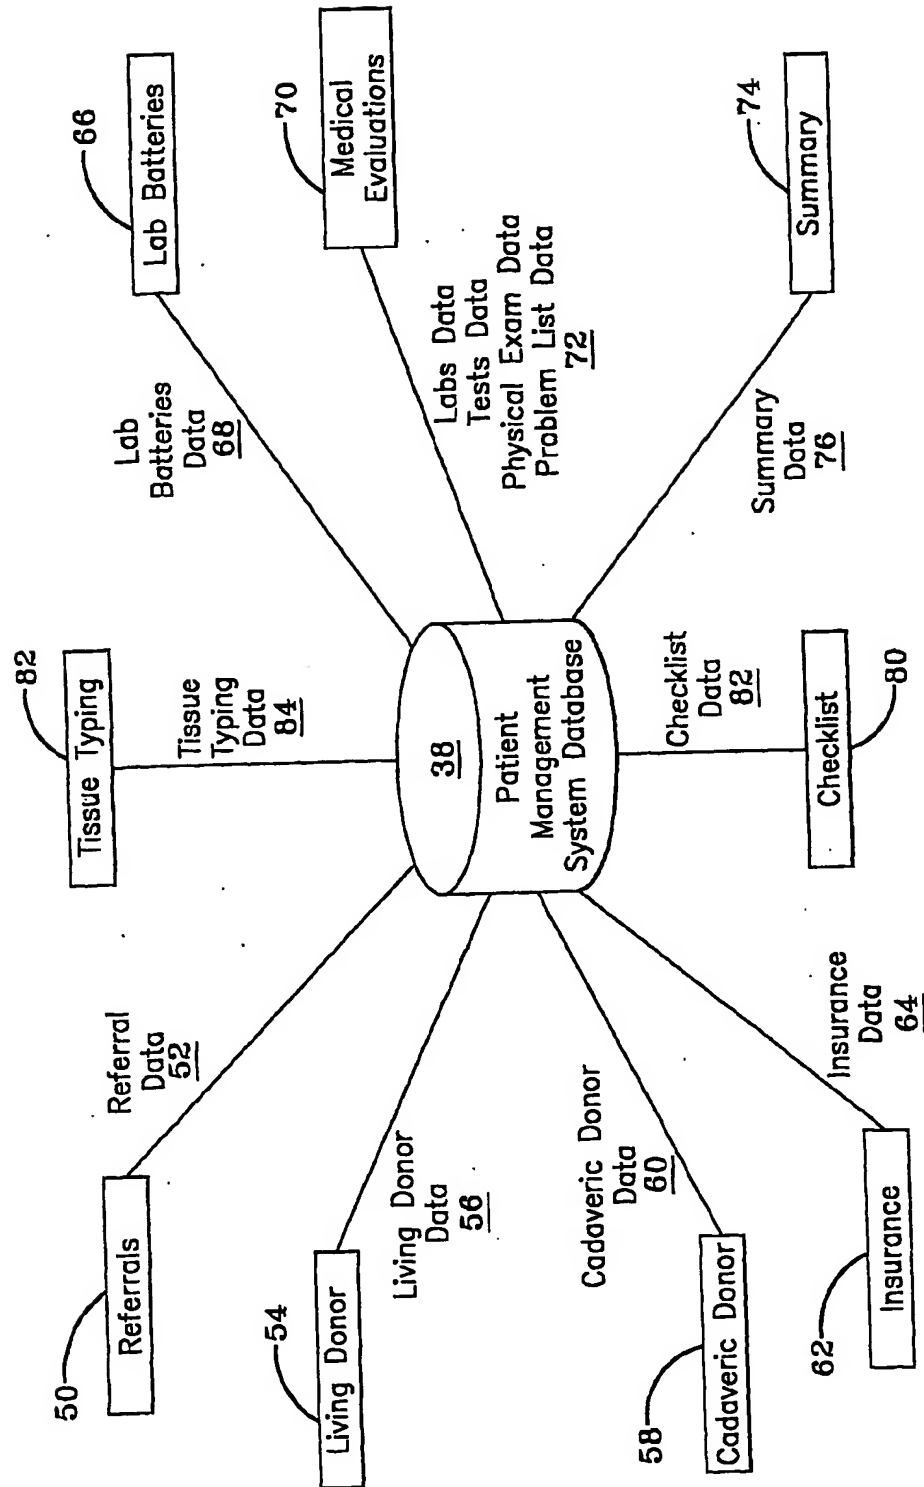 50
Referrals
Referral
Data
52
54
Living Donor
Living Donor
Data
56
58
Cadaveric Donor
Cadaveric Donor
Data
60
62
Insurance
Insurance
Data
64
82
Tissue Typing
Tissue
Typing
Data
84
38
Patient
Management
System Database
Checklist
Data
82
Checklist
80
66
Lab Batteries
Lab
Batteries
Data
68
70
Medical
Evaluations
Labs Data
Tests Data
Physical Exam Data
Problem List Data
72
74
Summary
Summary
Data
76